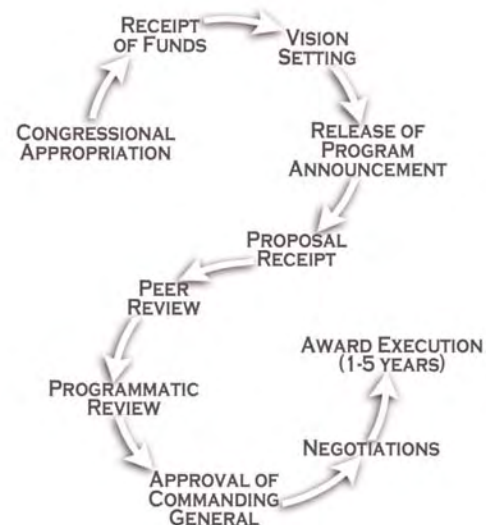 CONGRESSIONAL
APPROPRIATION
RECEIPT
OF FUNDS
VISION
SETTING
RELEASE OF
PROGRAM
ANNOUNCEMENT
PROPOSAL
RECEIPT
PEER
REVIEW
PROGRAMMATIC
REVIEW
APPROVAL OF
COMMANDING
GENERAL
NEGOTIATIONS
AWARD EXECUTION
(1-5 YEARS)